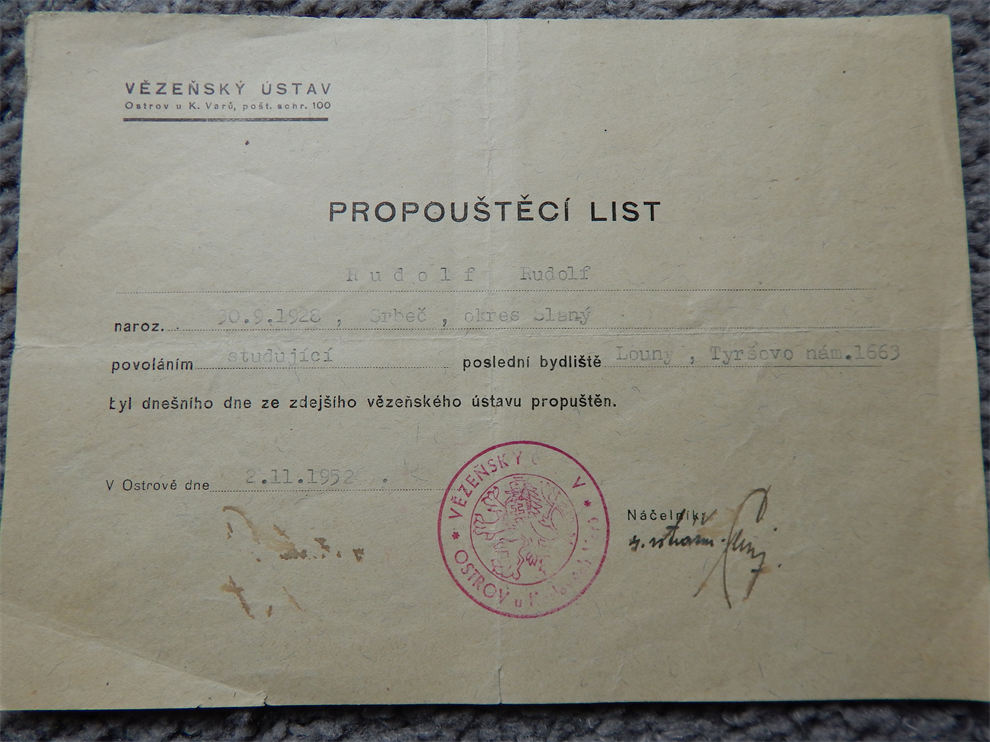 VĚZEŇSKÝ ÚSTAV
Ostrov u K. Varů, pošt. schr. 100
PROPOUŠTĚCÍ LIST
Rudolf Rudolf
naroz. 30.9.1928 , Srbeč , okres Slaný
povoláním studující poslední bydliště Louny , Tyršovo nám.1663
byl dnešního dne ze zdejšího vězeňského ústavu propuštěn.
V Ostrově dne 2.11.1952 .
VĚZEŇSKÝ V
OSTROV u K
Náčelník: